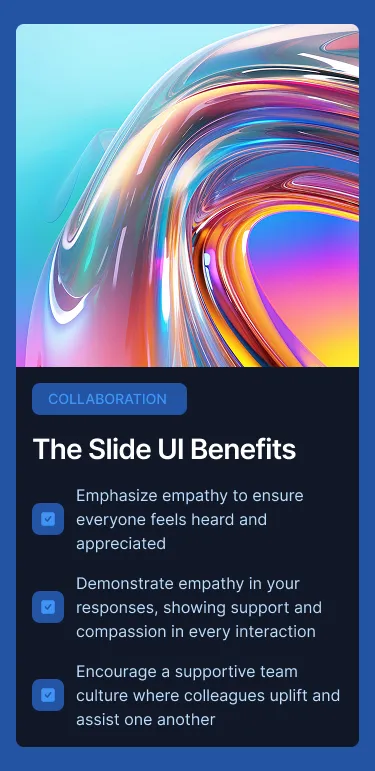 COLLABORATION
The Slide UI Benefits
Emphasize empathy to ensure
everyone feels heard and
appreciated
Demonstrate empathy in your
responses, showing support and
compassion in every interaction
Encourage a supportive team
culture where colleagues uplift and
assist one another